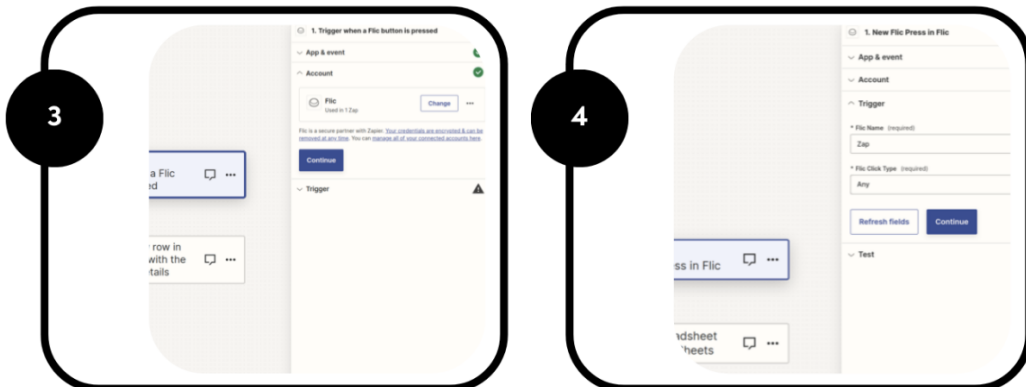 3
1. Trigger when a Flic button is pressed
App & event
Account
Flic
Used in 1 Zap
Change
Flic is a secure partner with Zapier. Your credentials are encrypted & can be
removed at any time. You can manage all of your connected accounts here.
Continue
Trigger
a Flic
ed
row in
with the
tails
4
1. New Flic Press in Flic
App & event
Account
Trigger
* Flic Name (required)
Zap
* Flic Click Type (required)
Any
Refresh fields
Continue
Test
ess in Flic
adsheet
heets